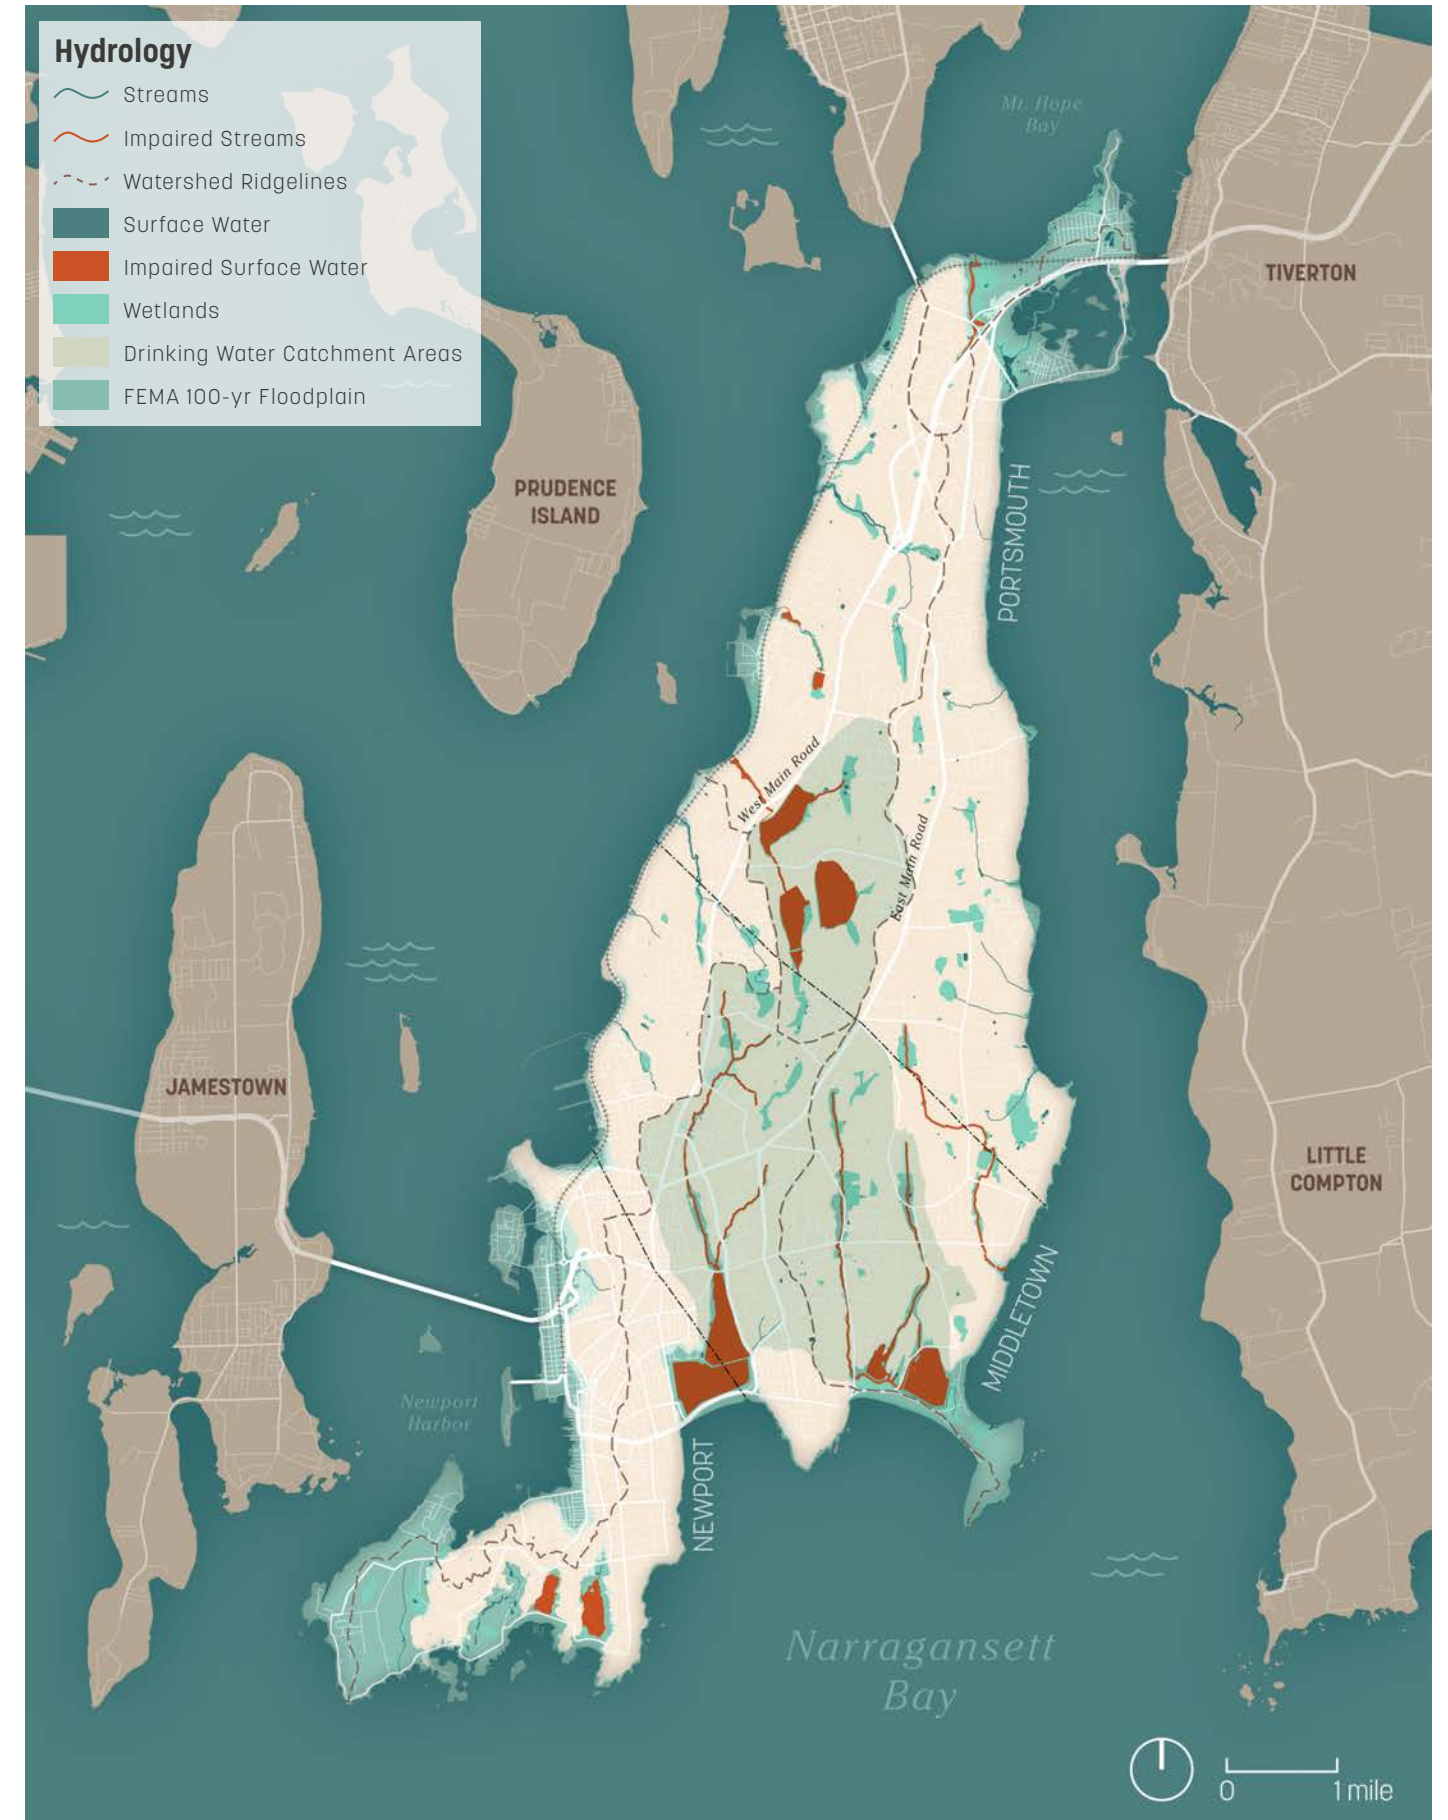 Hydrology
Streams
Impaired Streams
Watershed Ridgelines
Surface Water
Impaired Surface Water
Wetlands
Drinking Water Catchment Areas
FEMA 100-yr Floodplain
Mt. Hope
Bay
TIVERTON
PRUDENCE
ISLAND
PORTSMOUTH
West Main Road
East Main Road
JAMESTOWN
LITTLE
COMPTON
MIDDLETOWN
Newport
Harbor
NEWPORT
Narragansett
Bay
0
1 mile